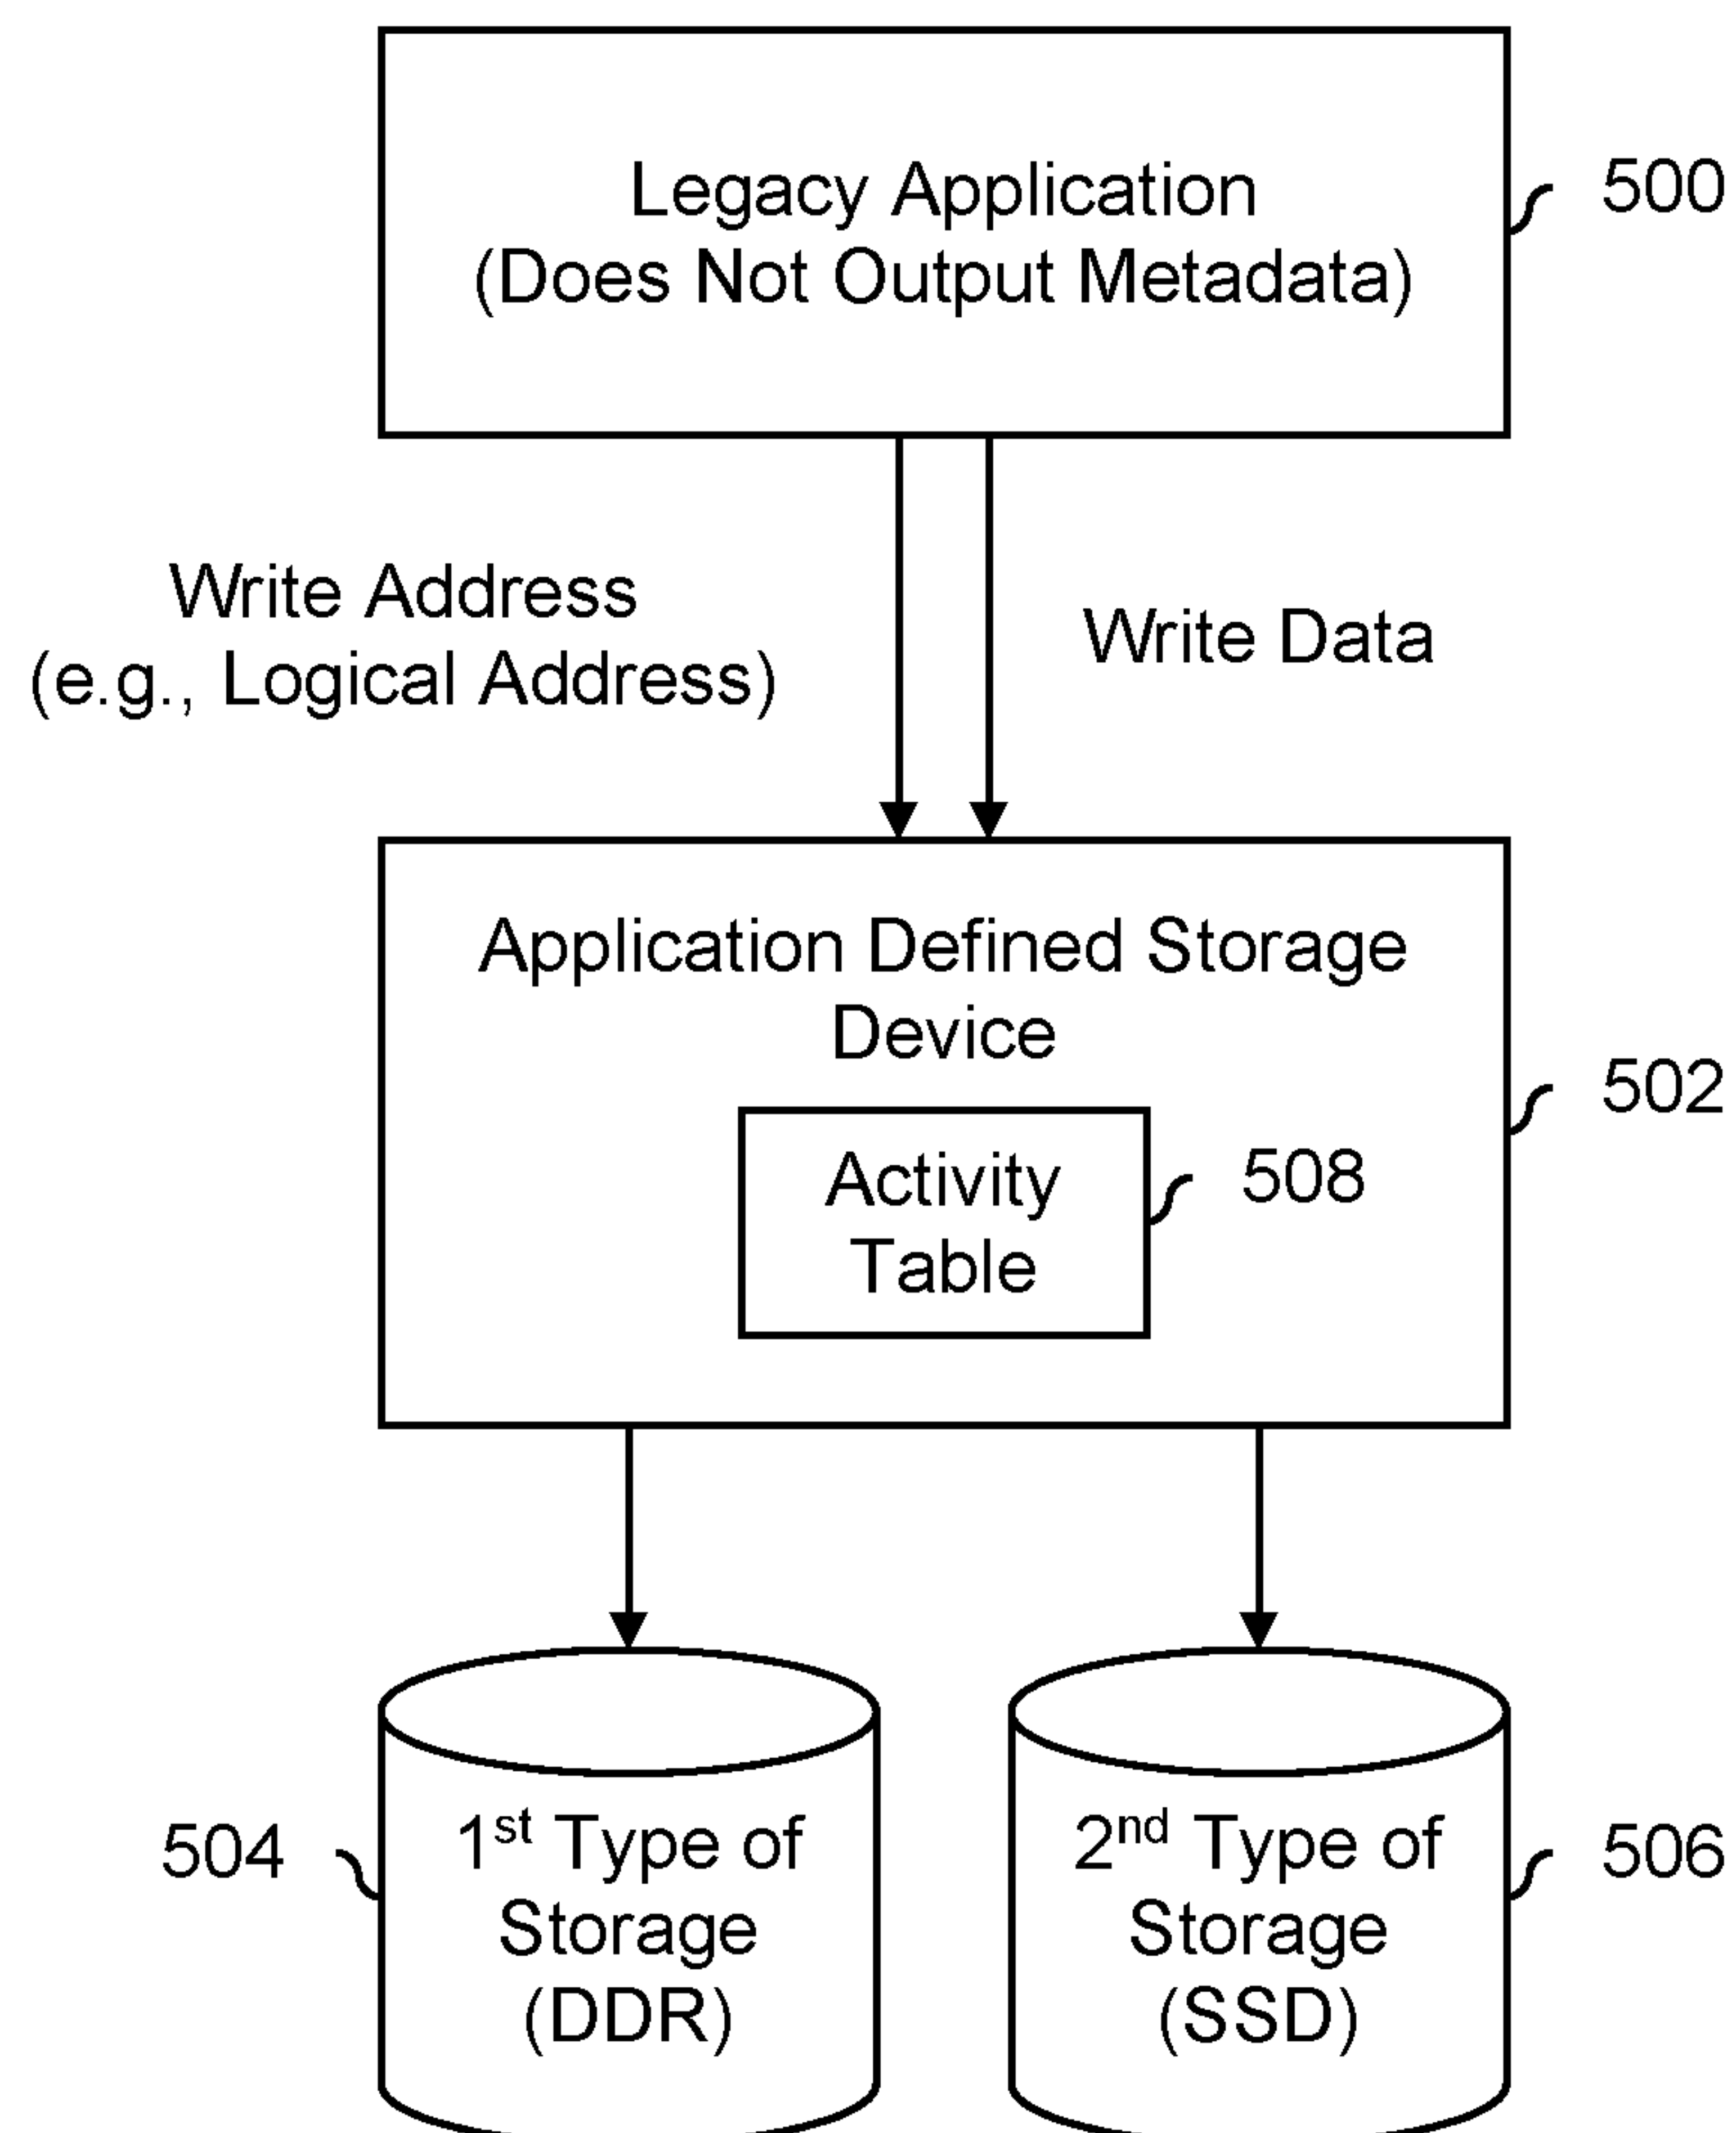 Legacy Application
(Does Not Output Metadata)
500
Write Address
(e.g., Logical Address)
Write Data
Application Defined Storage
Device
502
Activity
Table
508
504
1st Type of
Storage
(DDR)
2nd Type of
Storage
(SSD)
506